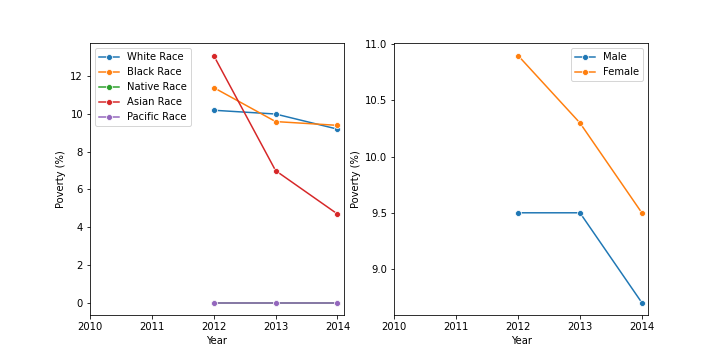 White Race
Black Race
Native Race
Asian Race
Pacific Race
12
10
8
6
4
2
0
Poverty (%)
2010 2011 2012 2013 2014
Year
Male
Female
11.0
10.5
10.0
9.5
9.0
Poverty (%)
2010 2011 2012 2013 2014
Year